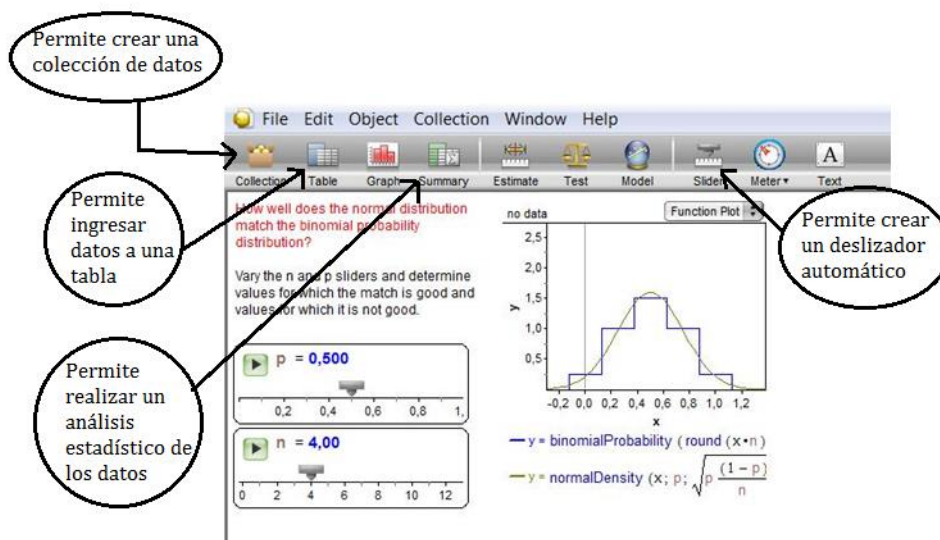 Permite crear una
colección de datos
File Edit Object Collection Window Help
Collection Table Graph Summary Estimate Test Model Slider Meter▾ Text
A
Permite
ingresar
datos a una
tabla
How well does the normal distribution
match the binomial probability
distribution?
Vary the n and p sliders and determine
values for which the match is good and
values for which it is not good.
p = 0,500
0,2 0,4 0,6 0,8 1,
n = 4,00
0 2 4 6 8 10 12
no data
Function Plot
2,5
2,0
1,5
1,0
0,5
y
-0,2 0,0 0,2 0,4 0,6 0,8 1,0 1,2
x
y = binomialProbability (round (x•n)
y = normalDensity (x; p; √p (1 – p)
n
Permite crear
un deslizador
automático
Permite
realizar un
análisis
estadístico de
los datos